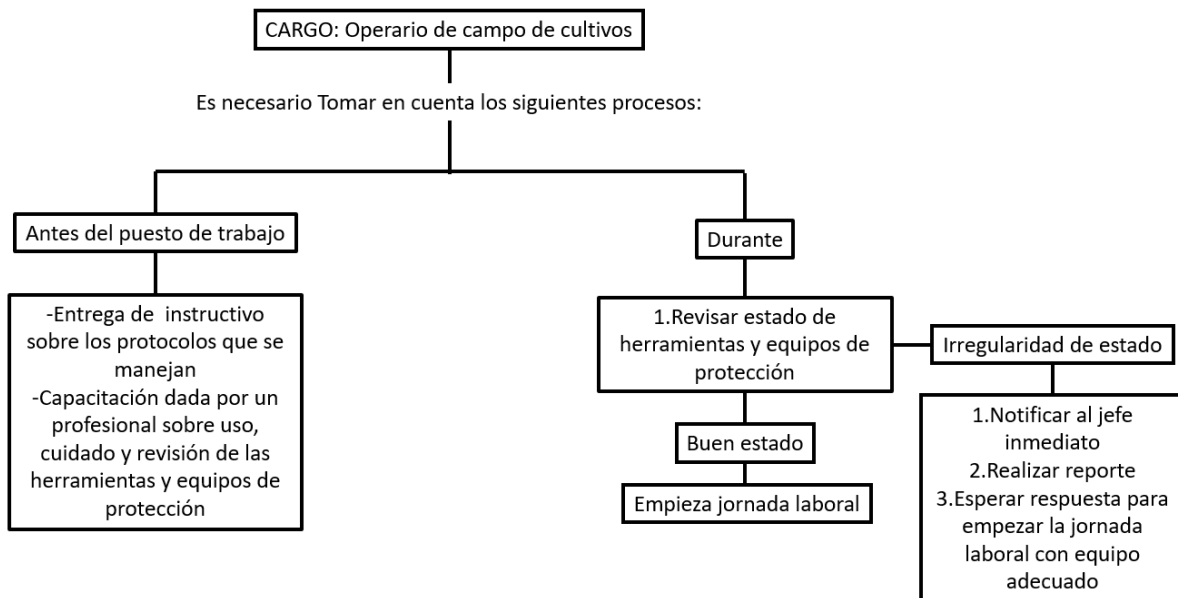 CARGO: Operario de campo de cultivos
Es necesario Tomar en cuenta los siguientes procesos:
Antes del puesto de trabajo
-Entrega de instructivo
sobre los protocolos que se
manejan
-Capacitación dada por un
profesional sobre uso,
cuidado y revisión de las
herramientas y equipos de
protección
Durante
1.Revisar estado de
herramientas y equipos de
protección
Buen estado
Empieza jornada laboral
Irregularidad de estado
1.Notificar al jefe
inmediato
2.Realizar reporte
3.Esperar respuesta para
empezar la jornada
laboral con equipo
adecuado